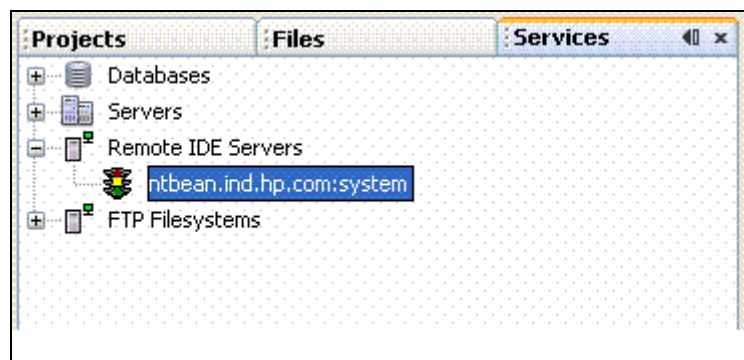 Projects Files Services
Databases
Servers
Remote IDE Servers
ntbean.ind.hp.com:system
FTP Filesystems